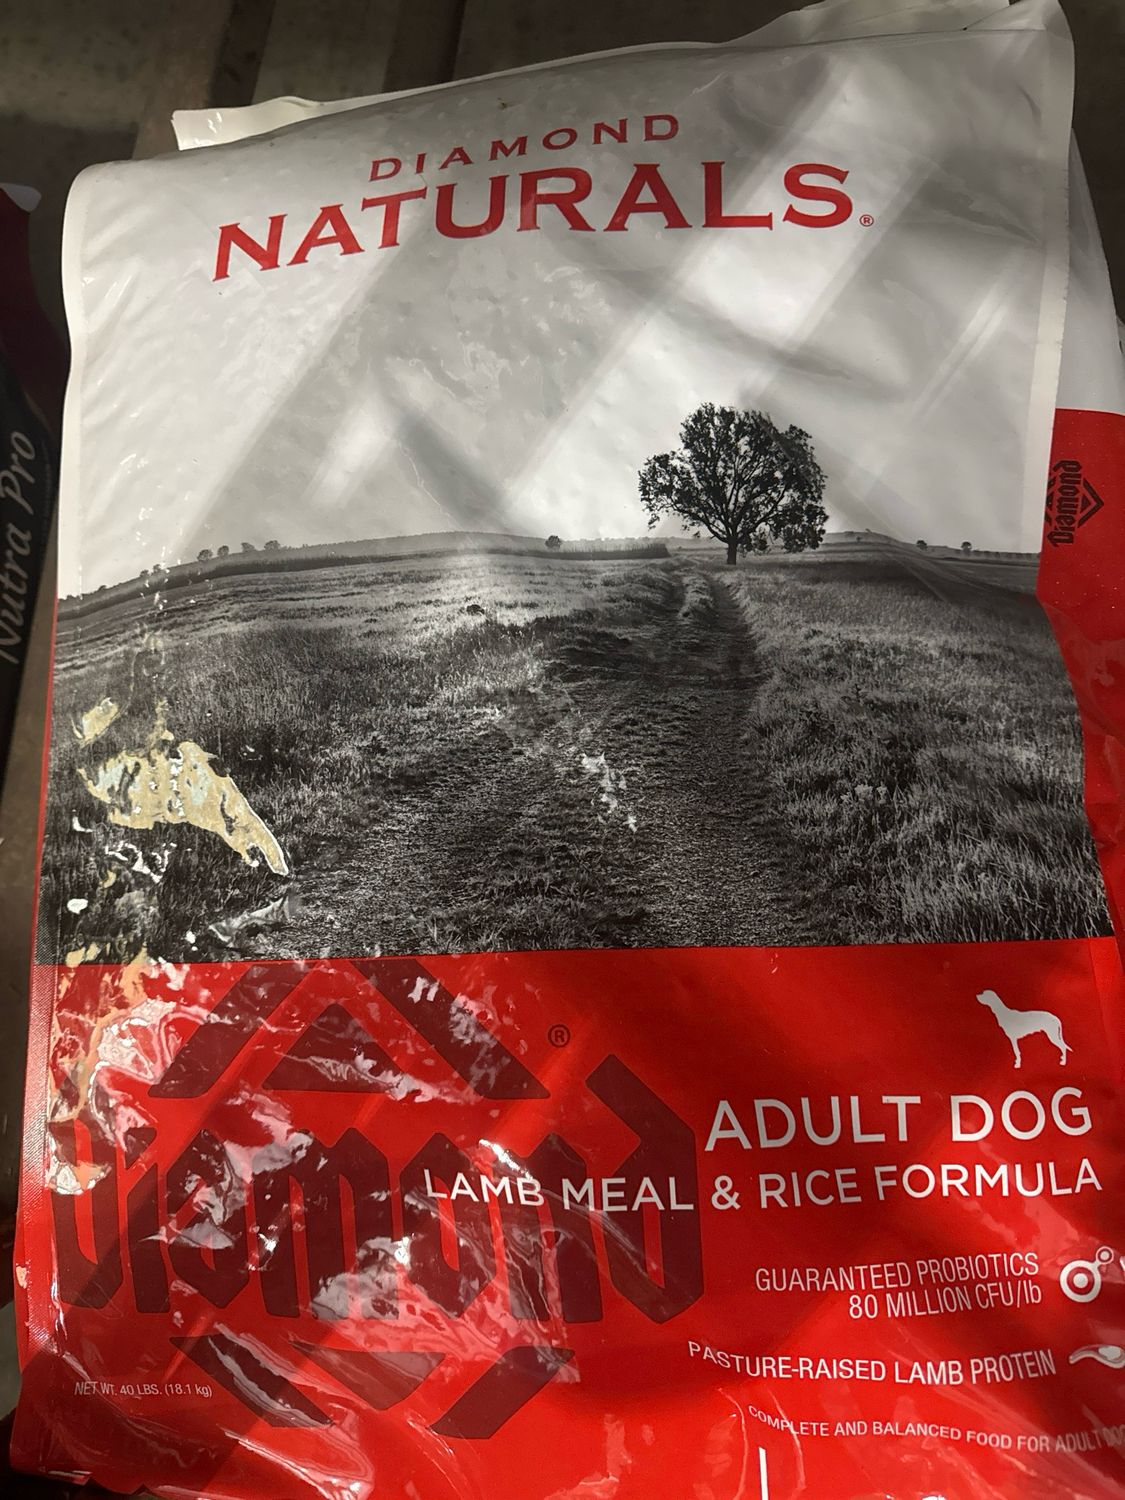 DIAMOND
NATURALS®
Nutra Pro
Diamond
®
Diamond
ADULT DOG
LAMB MEAL & RICE FORMULA
GUARANTEED PROBIOTICS
80 MILLION CFU/lb
PASTURE-RAISED LAMB PROTEIN
NET WT. 40 LBS. (18.1 kg)
COMPLETE AND BALANCED FOOD FOR ADULT